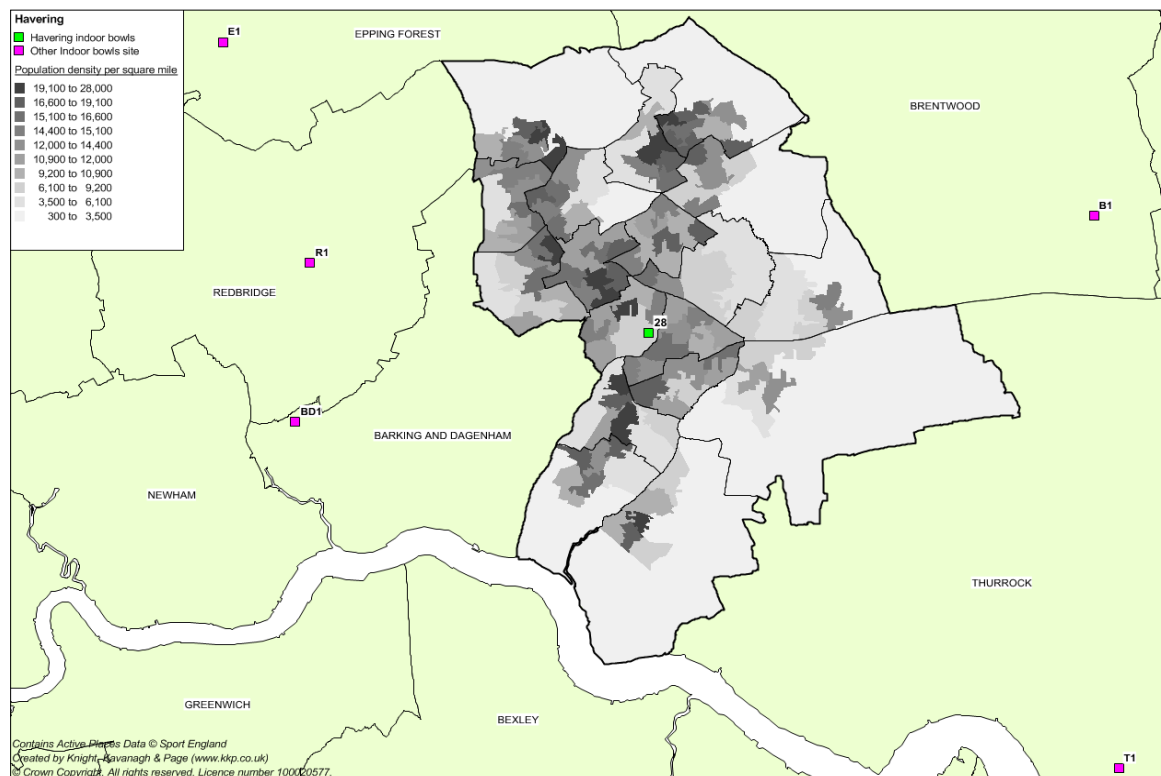 Havering
Havering indoor bowls
Other Indoor bowls site
Population density per square mile
19,100 to 28,000
16,600 to 19,100
15,100 to 16,600
14,400 to 15,100
12,000 to 14,400
10,900 to 12,000
9,200 to 10,900
6,100 to 9,200
3,500 to 6,100
300 to 3,500
E1
EPPING FOREST
BRENTWOOD
B1
R1
REDBRIDGE
28
BD1
BARKING AND DAGENHAM
NEWHAM
THURROCK
GREENWICH
BEXLEY
T1
Contains Active Places Data © Sport England
Created by Knight, Kavanagh & Page (www.kkp.co.uk)
© Crown Copyright. All rights reserved. Licence number 100020577.